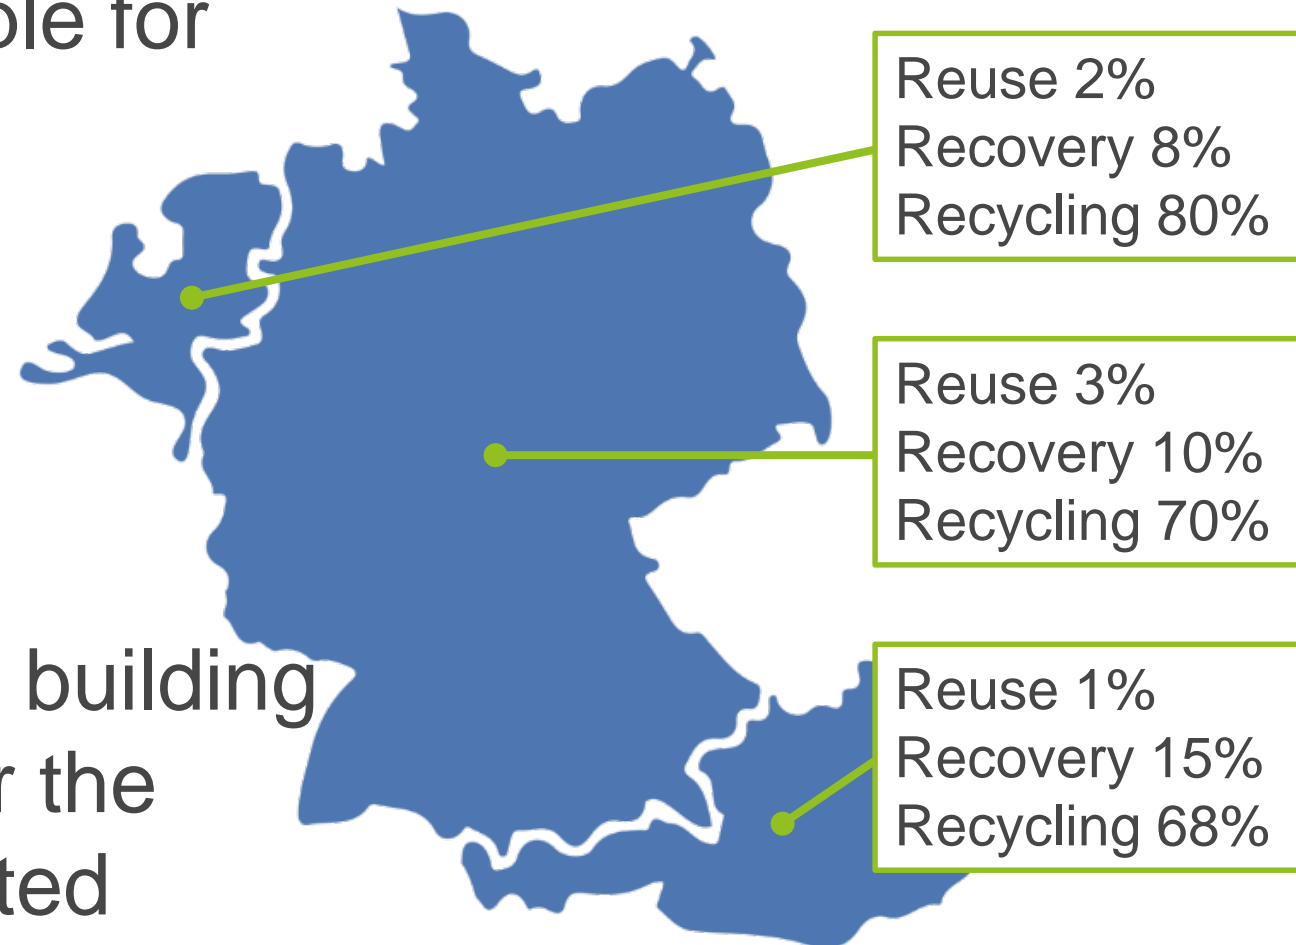 ple for
Reuse 2%
Recovery 8%
Recycling 80%
Reuse 3%
Recovery 10%
Recycling 70%
building
r the
ted
Reuse 1%
Recovery 15%
Recycling 68%